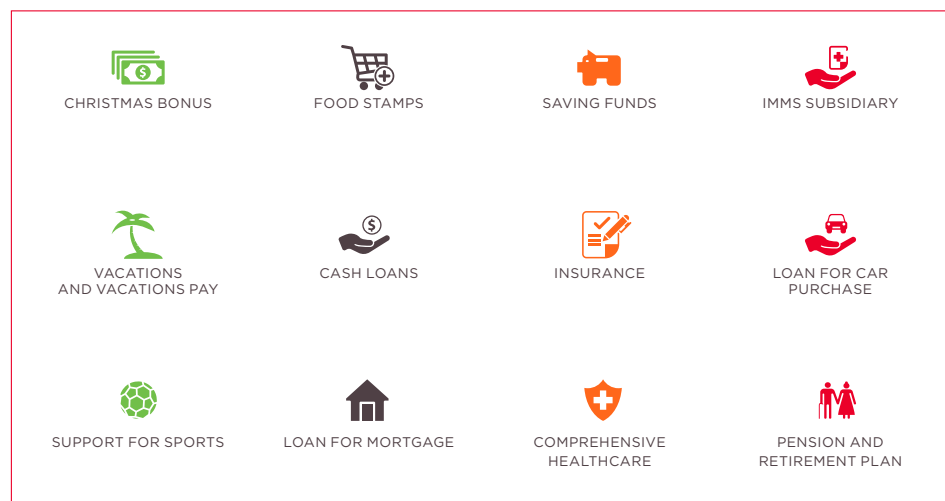 CHRISTMAS BONUS
FOOD STAMPS
SAVING FUNDS
IMMS SUBSIDIARY
VACATIONS
AND VACATIONS PAY
CASH LOANS
INSURANCE
LOAN FOR CAR
PURCHASE
SUPPORT FOR SPORTS
LOAN FOR MORTGAGE
COMPREHENSIVE
HEALTHCARE
PENSION AND
RETIREMENT PLAN